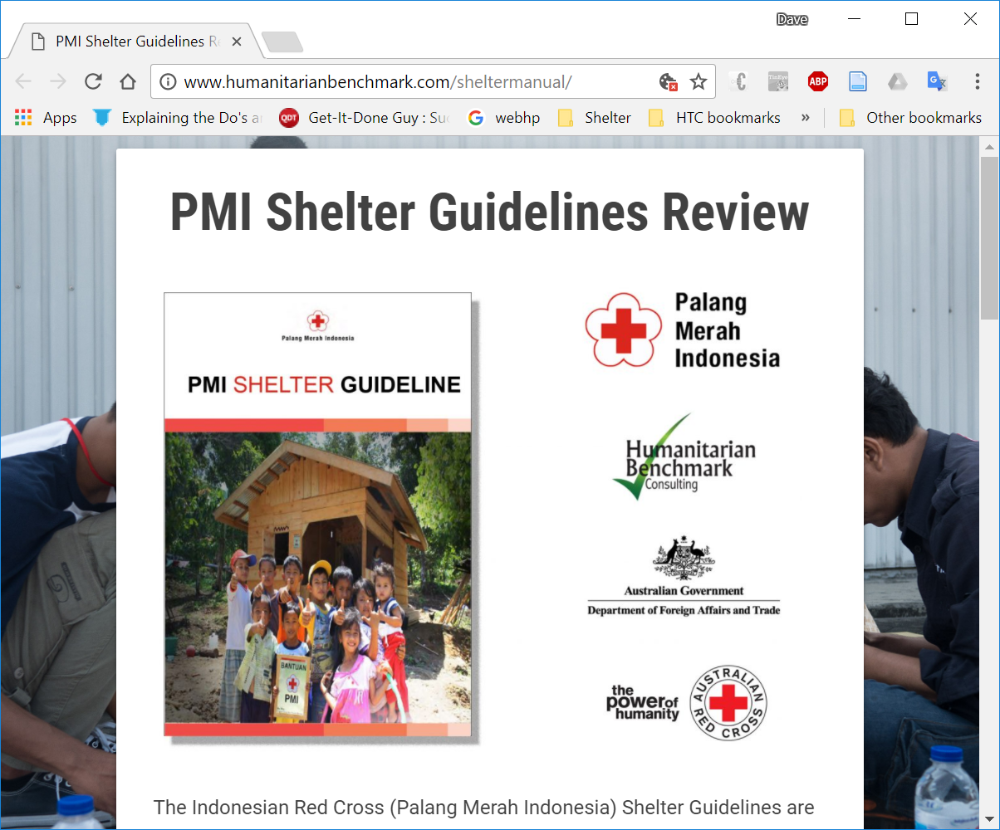 Dave
PMI Shelter Guidelines Re
www.humanitarianbenchmark.com/sheltermanual/
€
TinEye
ABP
G
Apps
Explaining the Do's a
QDT
Get-It-Done Guy : Su
G
webhp
Shelter
HTC bookmarks
»
Other bookmarks
PMI Shelter Guidelines Review
Palang Merah Indonesia
PMI SHELTER GUIDELINE
BANTUAN
PMI
Palang
Merah
Indonesia
Humanitarian
Benchmark
Consulting
Australian Government
Department of Foreign Affairs and Trade
the
power of
humanity
AUSTRALIAN
RED CROSS
The Indonesian Red Cross (Palang Merah Indonesia) Shelter Guidelines are